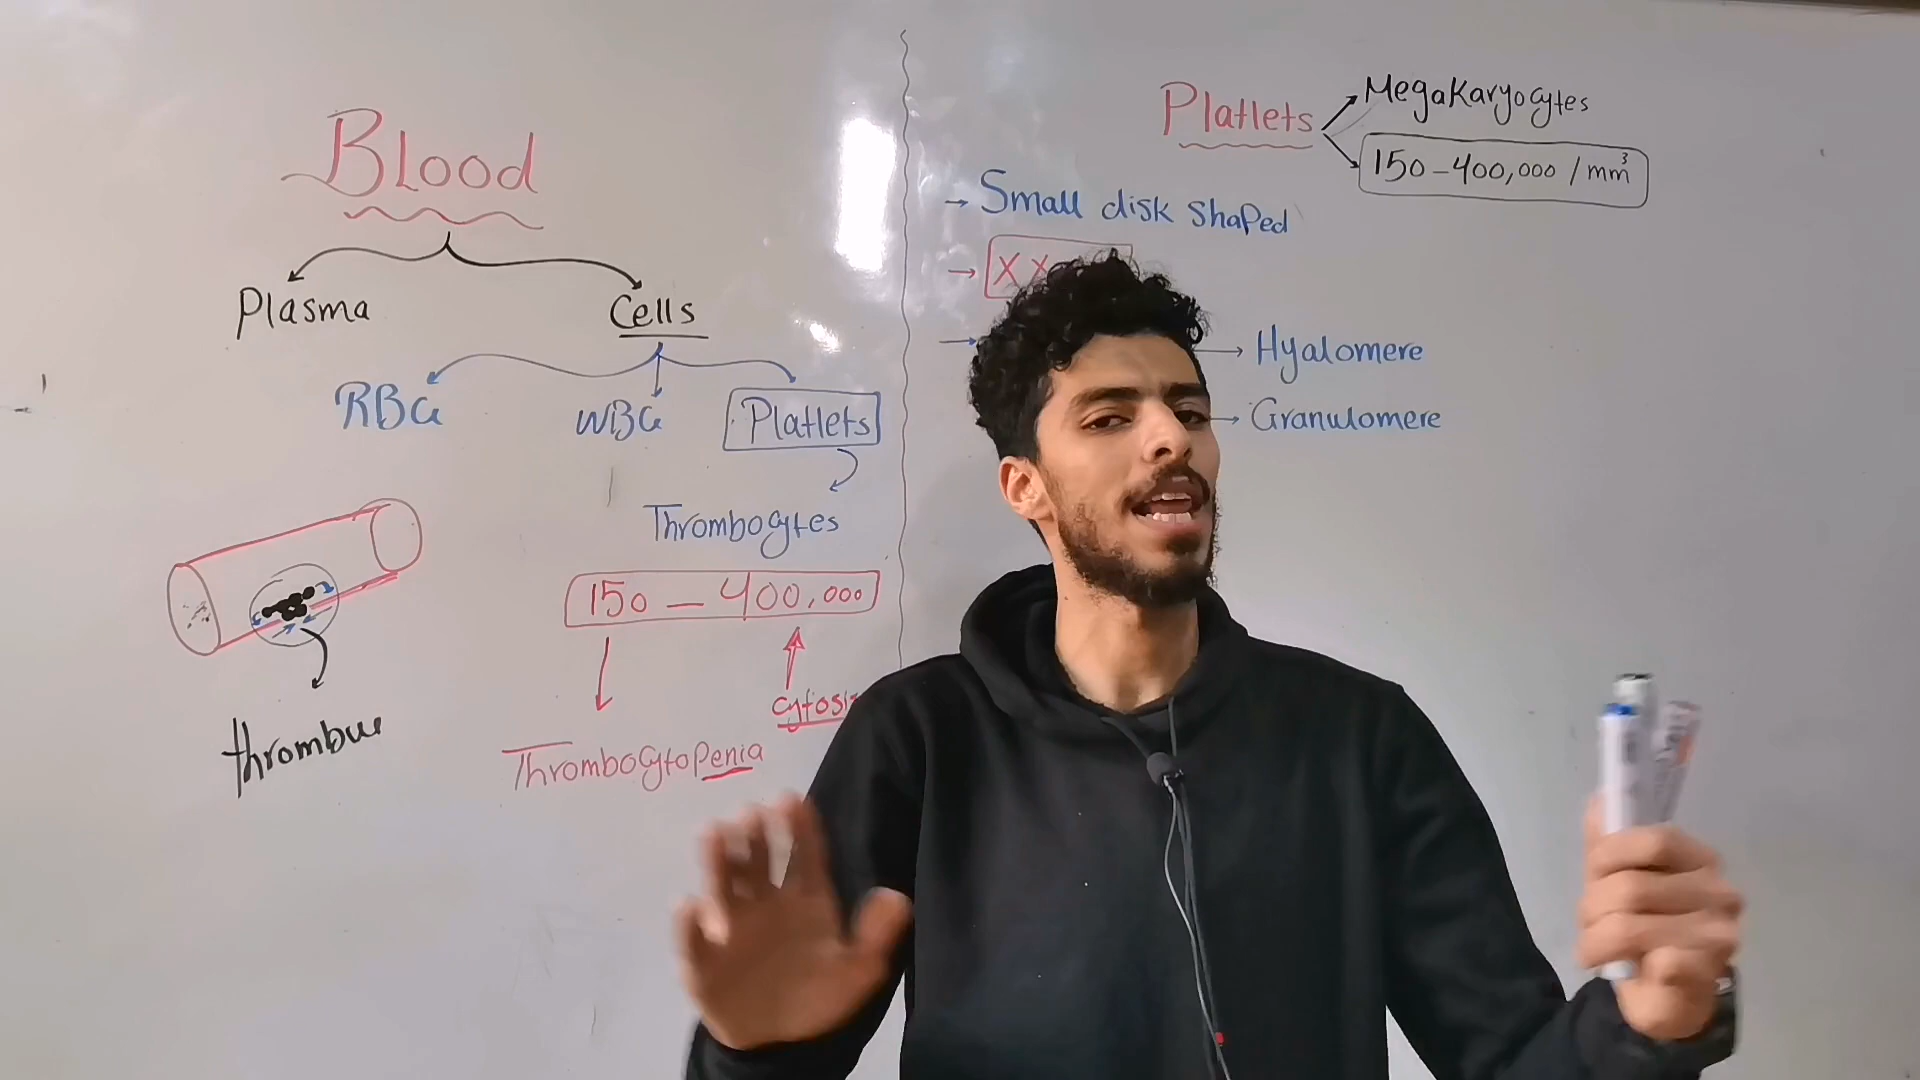 Blood
Plasma
Cells
RBCs
WBCs
Platlets
Thrombocytes
150 - 400,000
Thrombocytopenia
thrombus
Platlets
Megakaryocytes
150-400,000 / mm³
→ Small disk shaped
→ XX
→ Hyalomere
→ Granulomere